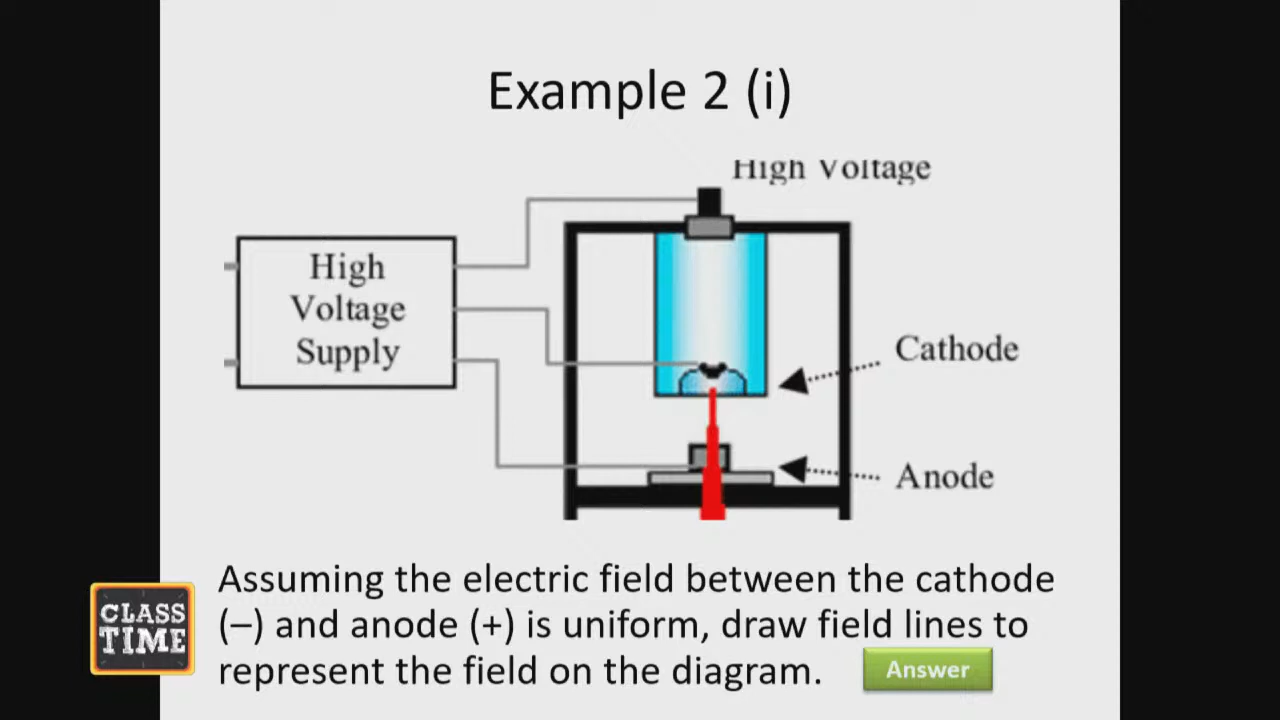 Example 2 (i)
High Voltage
High
Voltage
Supply
Cathode
Anode
Assuming the electric field between the cathode
(–) and anode (+) is uniform, draw field lines to
represent the field on the diagram.
Answer
CLASS
TIME